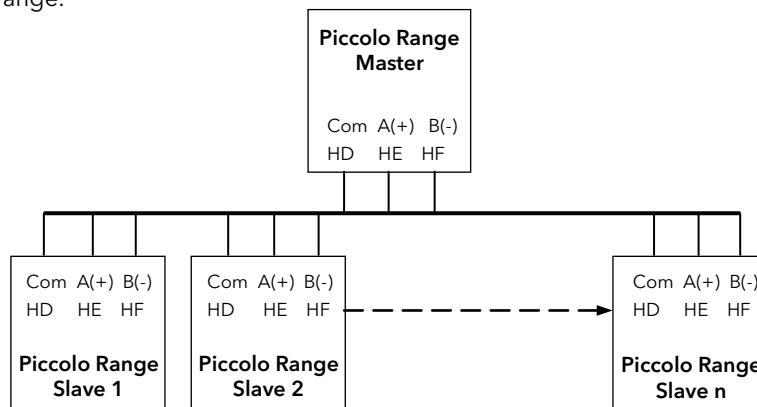 ange.
Piccolo Range
Master
Com A(+) B(-)
HD HE HF
Com A(+) B(-)
HD HE HF
Piccolo Range
Slave 1
Com A(+) B(-)
HD HE HF
Piccolo Range
Slave 2
Com A(+) B(-)
HD HE HF
Piccolo Range
Slave n